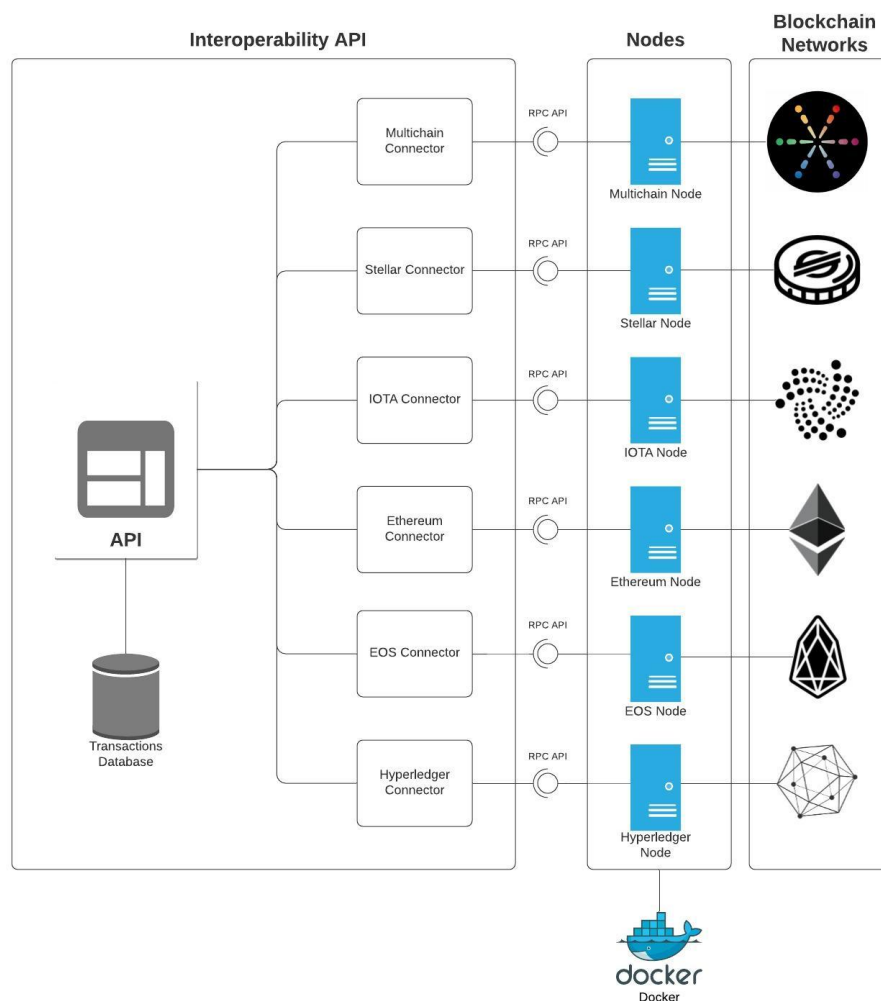 Interoperability API
Nodes
Blockchain
Networks
Multichain
Connector
RPC API
Multichain Node
Stellar Connector
RPC API
Stellar Node
IOTA Connector
RPC API
IOTA Node
API
Ethereum
Connector
RPC API
Ethereum Node
EOS Connector
RPC API
EOS Node
Transactions
Database
Hyperledger
Connector
RPC API
Hyperledger
Node
docker
Docker